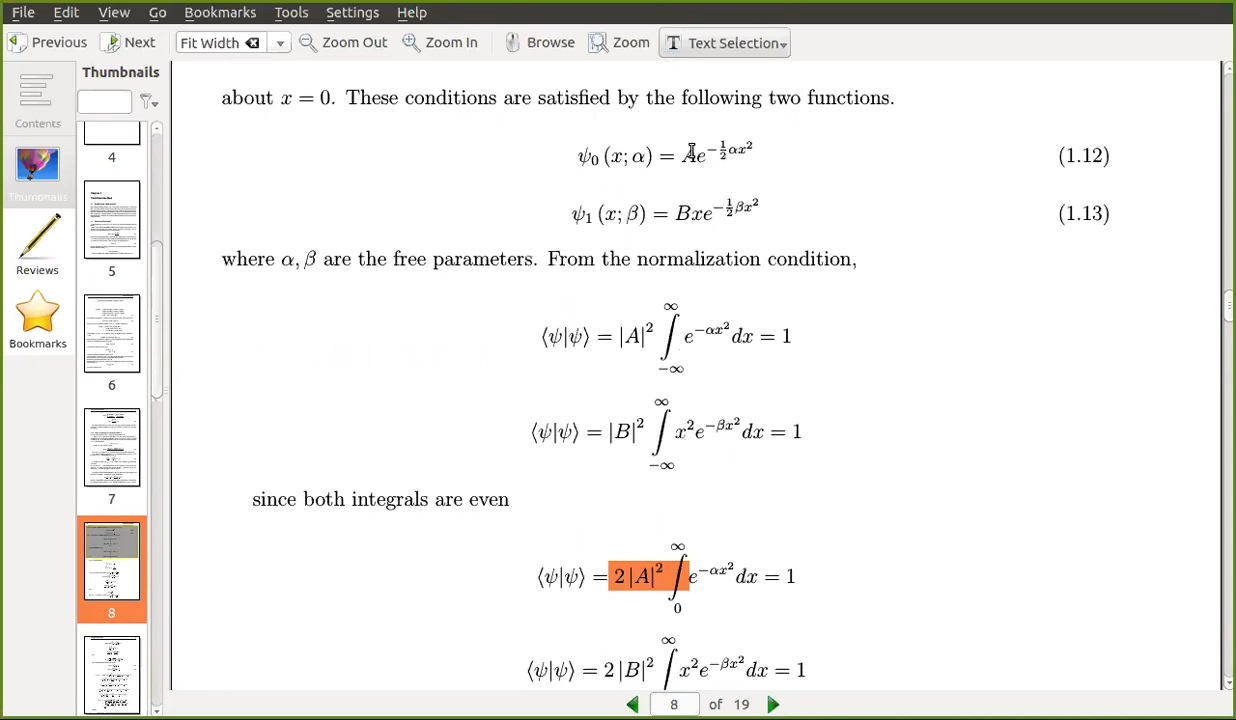 File Edit View Go Bookmarks Tools Settings Help
Previous Next Fit Width Zoom Out Zoom In Browse Zoom T Text Selection
Contents
Thumbnails
Reviews
Bookmarks
Thumbnails
4
5
6
7
8
about x = 0. These conditions are satisfied by the following two functions.
ψ₀ (x; α) = Ae^{−½αx²} (1.12)
ψ₁ (x; β) = Bxe^{−½βx²} (1.13)
where α, β are the free parameters. From the normalization condition,
⟨ψ|ψ⟩ = |A|² ∫_{−∞}^{∞} e^{−αx²} dx = 1
⟨ψ|ψ⟩ = |B|² ∫_{−∞}^{∞} x² e^{−βx²} dx = 1
since both integrals are even
⟨ψ|ψ⟩ = 2 |A|² ∫_{0}^{∞} e^{−αx²} dx = 1
⟨ψ|ψ⟩ = 2 |B|² ∫^{∞} x² e^{−βx²} dx = 1
8 of 19